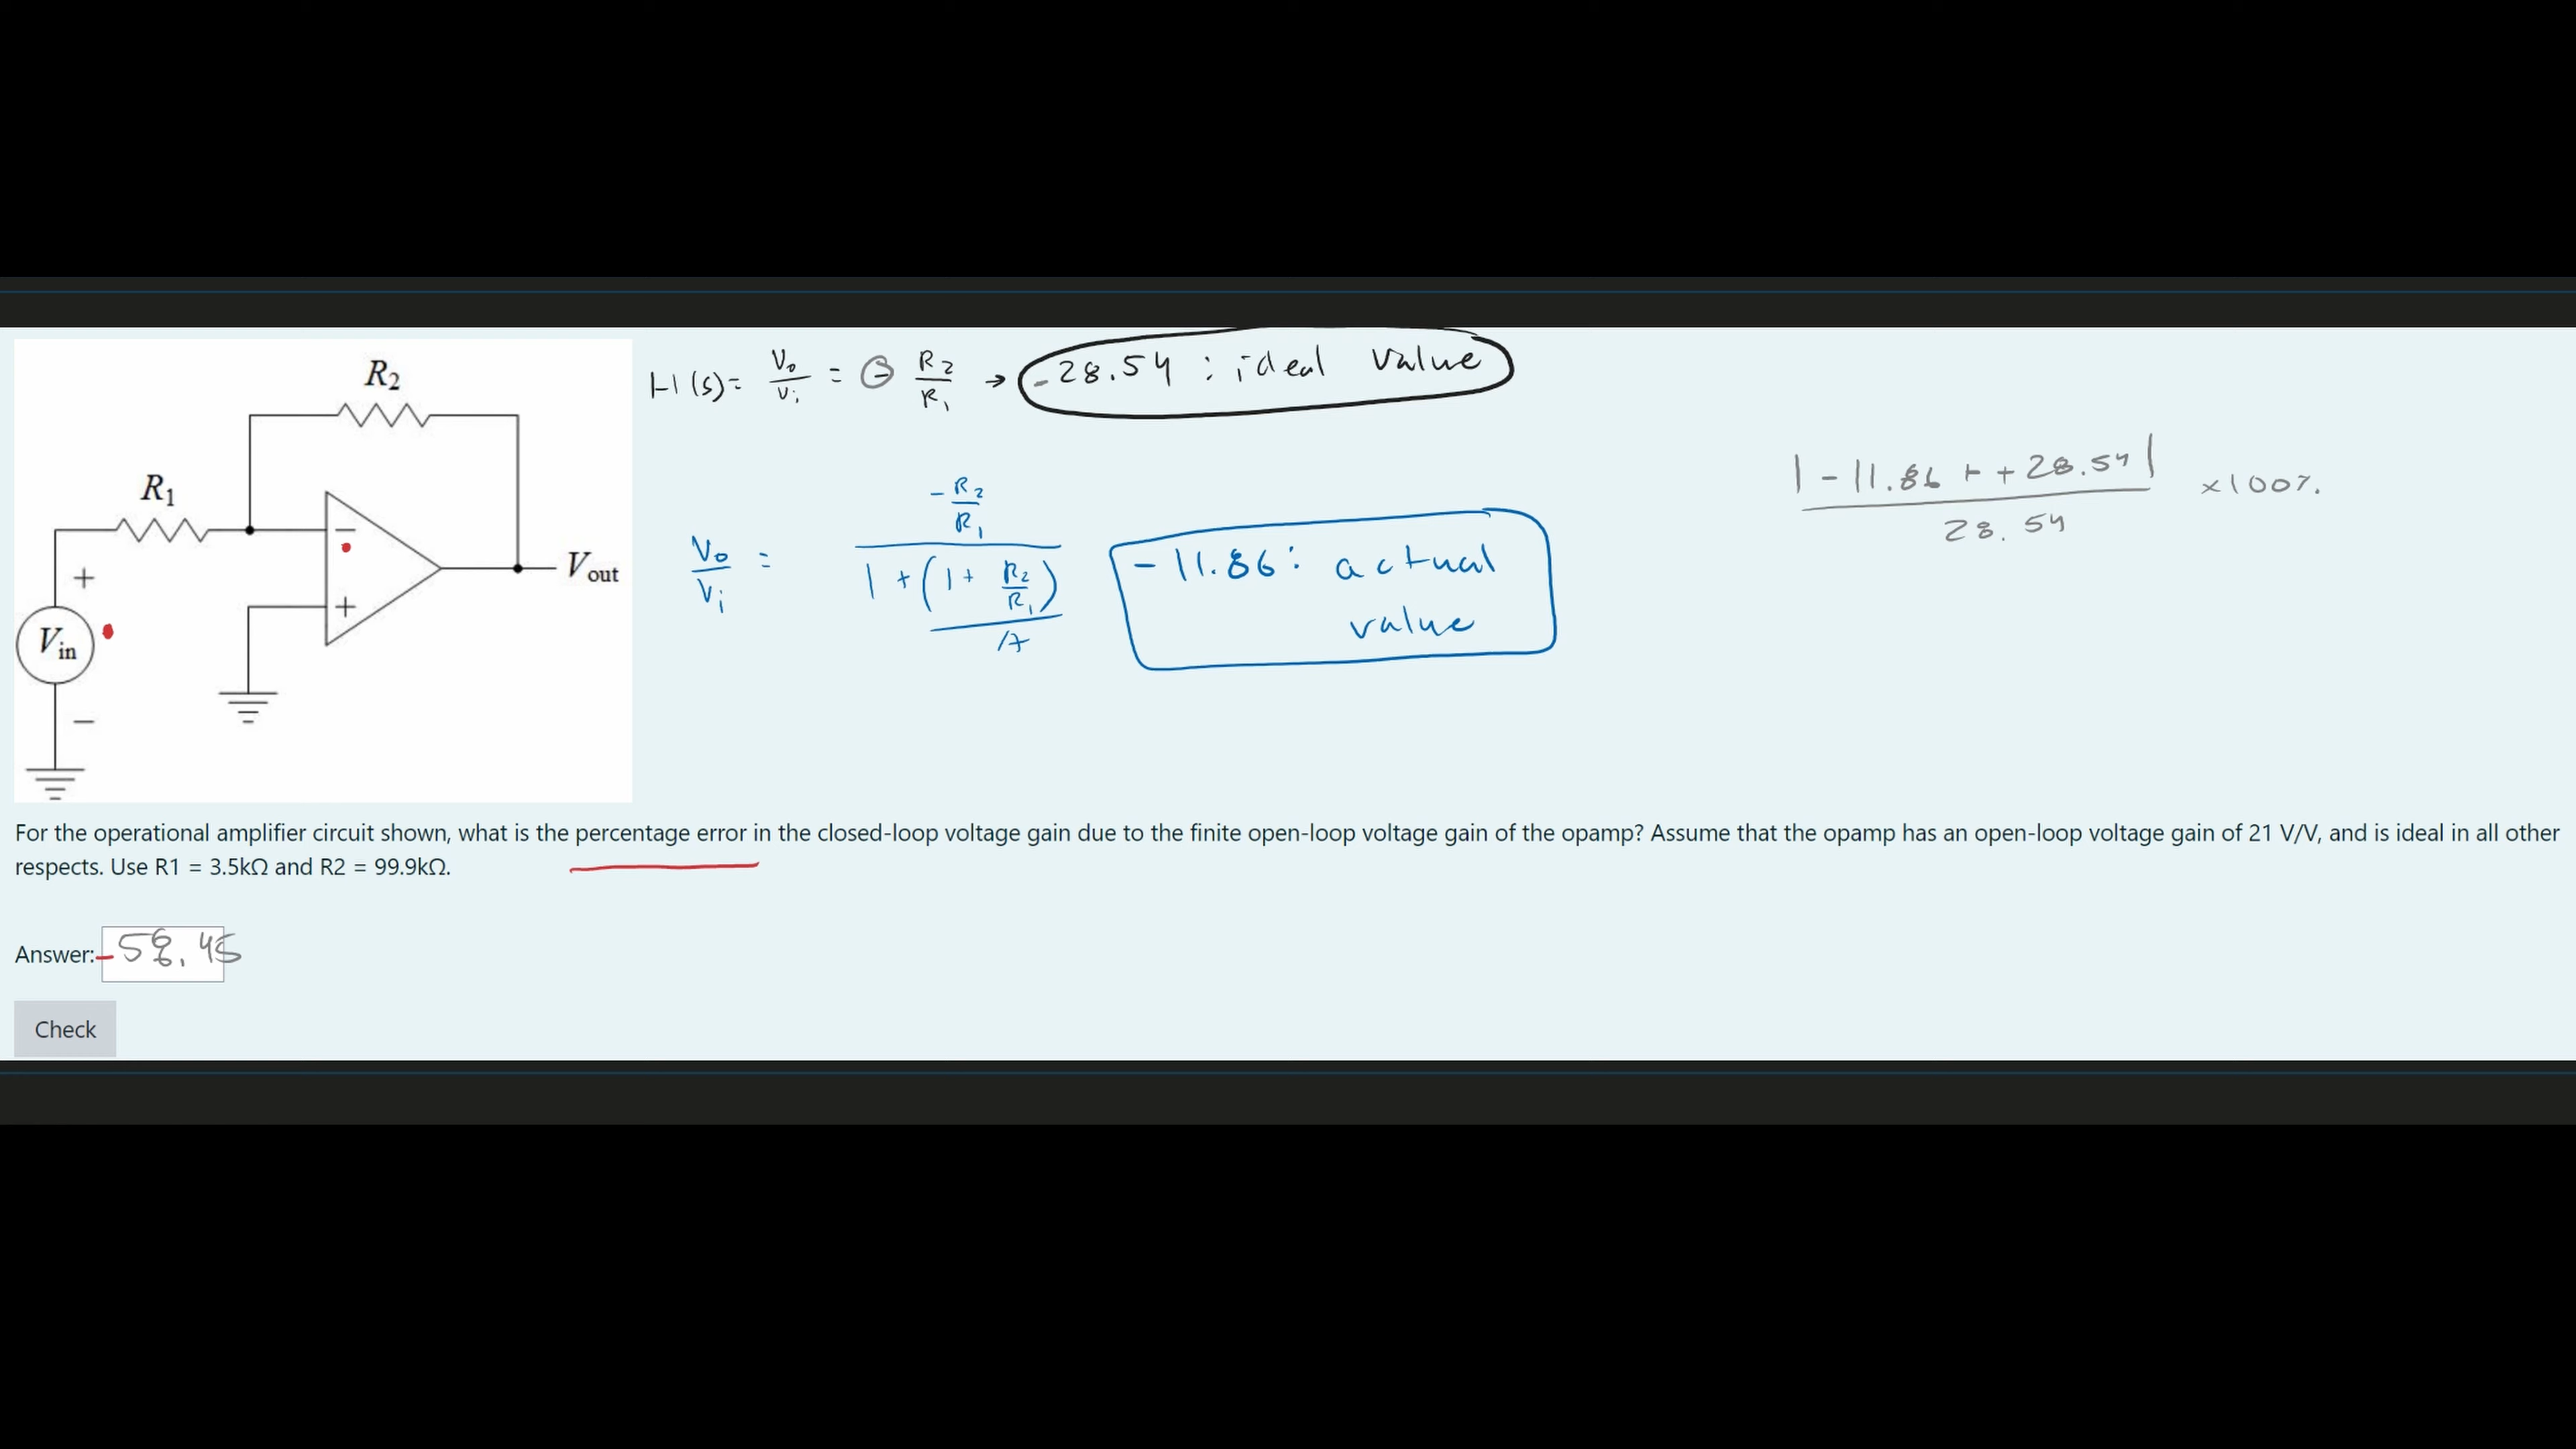 H(s) = Vo/Vi = ⊖ R2/R1 → -28.54 : ideal value
R2
R1
−
+
+
Vin
−
Vout
Vo/Vi = (-R2/R1) / (1 + (1 + R2/R1)/A)
-11.86 : actual
value
|-11.86 + + 28.54| / 28.54 ×100%.
For the operational amplifier circuit shown, what is the percentage error in the closed-loop voltage gain due to the finite open-loop voltage gain of the opamp? Assume that the opamp has an open-loop voltage gain of 21 V/V, and is ideal in all other
respects. Use R1 = 3.5kΩ and R2 = 99.9kΩ.
Answer: -58.45
Check